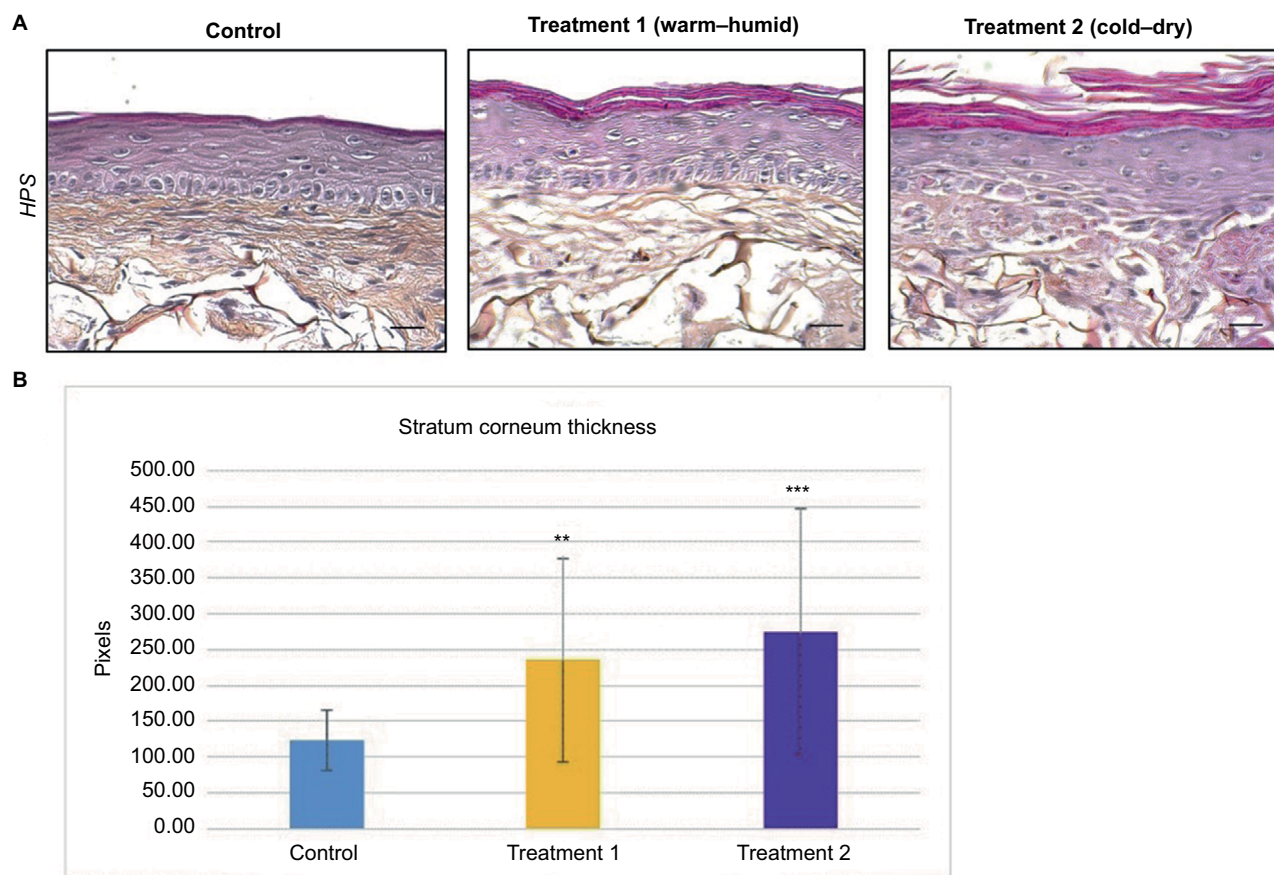 A
Control
Treatment 1 (warm–humid)
Treatment 2 (cold–dry)
HPS
B
Stratum corneum thickness
Pixels
500.00
450.00
400.00
350.00
300.00
250.00
200.00
150.00
100.00
50.00
0.00
**
***
Control
Treatment 1
Treatment 2